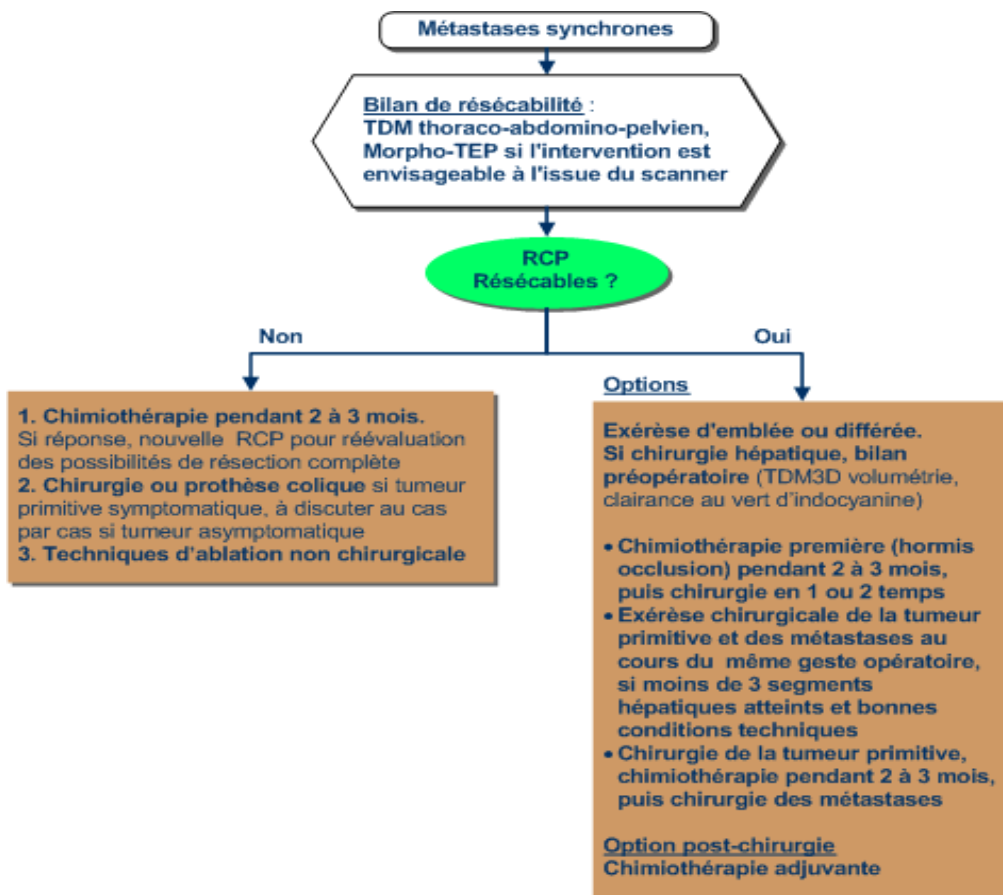 Métastases synchrones
Bilan de résécabilité :
TDM thoraco-abdomino-pelvien,
Morpho-TEP si l'intervention est
envisageable à l'issue du scanner
RCP
Résécables ?
Non
Oui
1. Chimiothérapie pendant 2 à 3 mois.
Si réponse, nouvelle RCP pour réévaluation
des possibilités de résection complète
2. Chirurgie ou prothèse colique si tumeur
primitive symptomatique, à discuter au cas
par cas si tumeur asymptomatique
3. Techniques d'ablation non chirurgicale
Options
Exérèse d'emblée ou différée.
Si chirurgie hépatique, bilan
préopératoire (TDM3D volumétrie,
clairance au vert d'indocyanine)
• Chimiothérapie première (hormis
occlusion) pendant 2 à 3 mois,
puis chirurgie en 1 ou 2 temps
• Exérèse chirurgicale de la tumeur
primitive et des métastases au
cours du même geste opératoire,
si moins de 3 segments
hépatiques atteints et bonnes
conditions techniques
• Chirurgie de la tumeur primitive,
chimiothérapie pendant 2 à 3 mois,
puis chirurgie des métastases
Option post-chirurgie
Chimiothérapie adjuvante